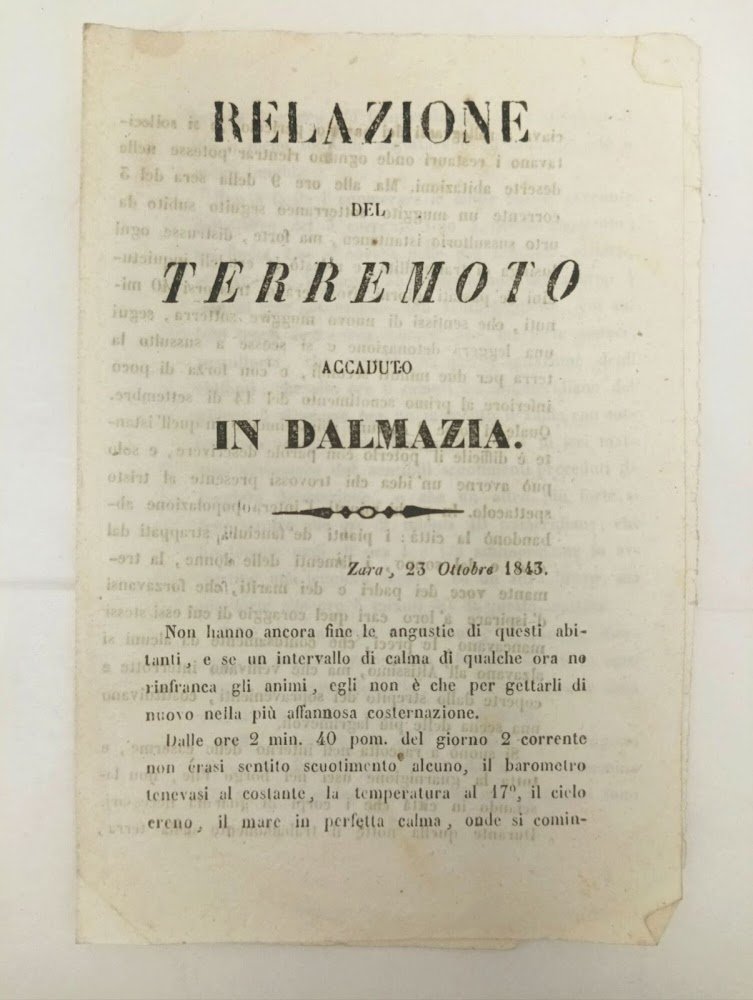 RELAZIONE
DEL
TERREMOTO
ACCADUTO
IN DALMAZIA.
Zara, 23 Ottobre 1843.
Non hanno ancora fine le angustie di questi abi-
tanti, e se un intervallo di calma di qualche ora ne
rinfranca gli animi, egli non è che per gettarli di
nuovo nella più affannosa costernazione.
Dalle ore 2 min. 40 pom. del giorno 2 corrente
non erasi sentito scuotimento alcuno, il barometro
tenevasi al costante, la temperatura al 17º, il cielo
ereno, il mare in perfetta calma, onde si comin-